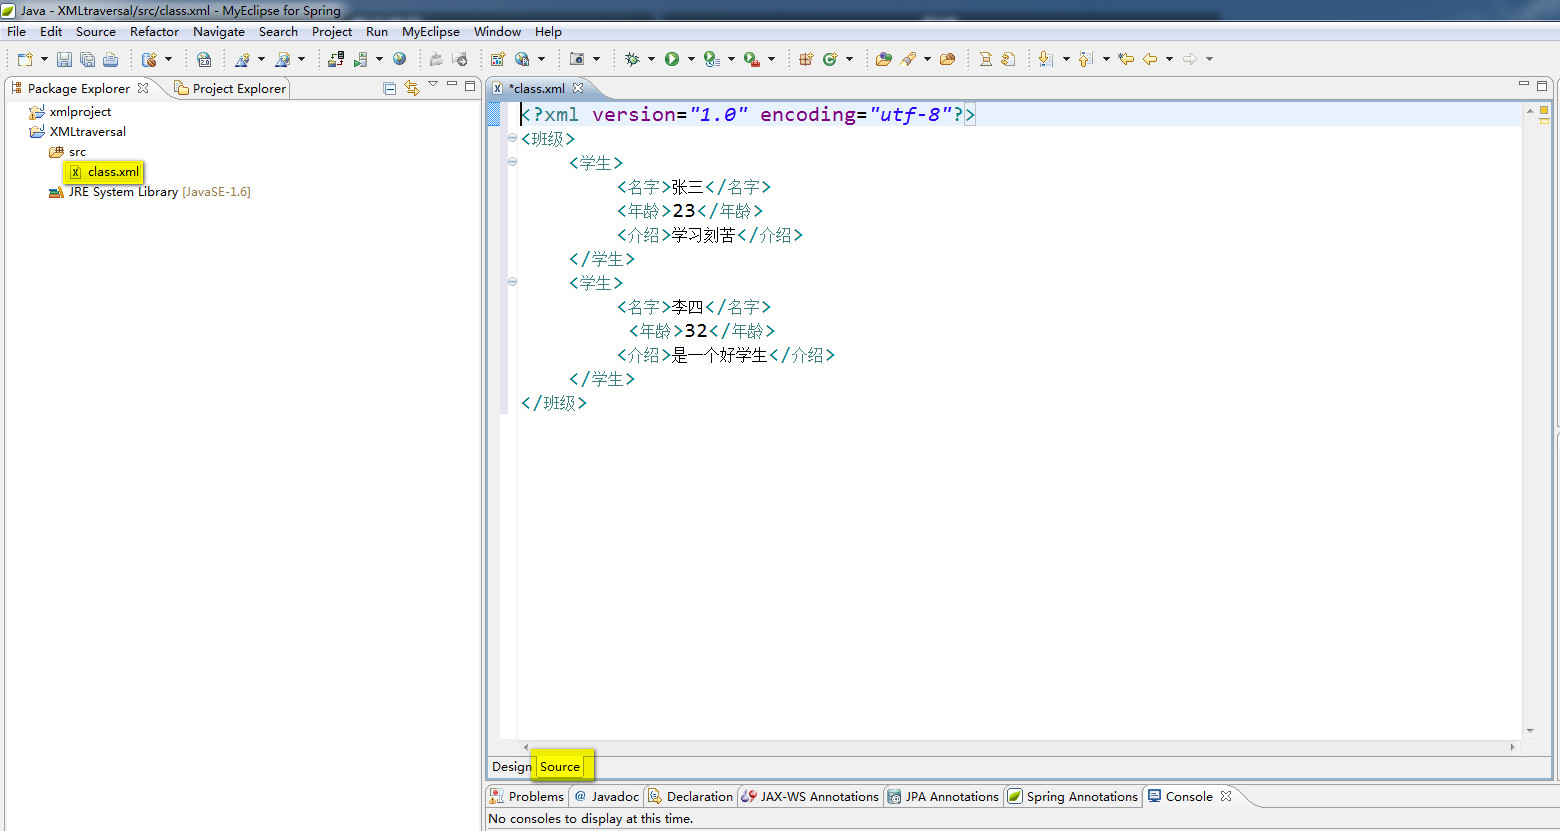 Java - XMLtraversal/src/class.xml - MyEclipse for Spring
File Edit Source Refactor Navigate Search Project Run MyEclipse Window Help
Package Explorer Project Explorer
xmlproject
XMLtraversal
src
class.xml
JRE System Library [JavaSE-1.6]
*class.xml
<?xml version="1.0" encoding="utf-8"?>
<班级>
<学生>
<名字>张三</名字>
<年龄>23</年龄>
<介绍>学习刻苦</介绍>
</学生>
<学生>
<名字>李四</名字>
<年龄>32</年龄>
<介绍>是一个好学生</介绍>
</学生>
</班级>
Design Source
Problems @ Javadoc Declaration JAX-WS Annotations JPA Annotations Spring Annotations Console
No consoles to display at this time.